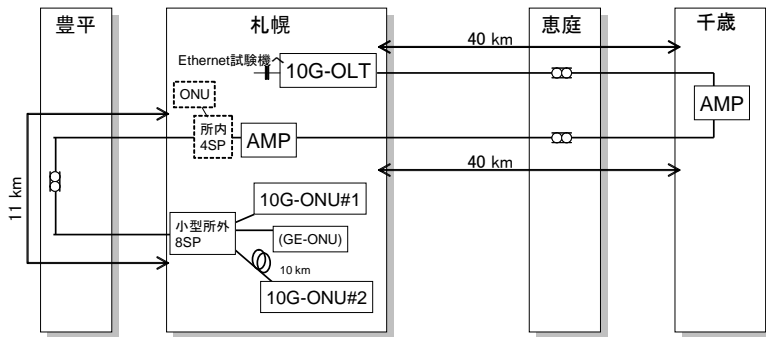 豊平
札幌
恵庭
千歳
40 km
Ethernet試験機へ
10G-OLT
ONU
所内
4SP
AMP
AMP
40 km
11 km
10G-ONU#1
小型所外
8SP
(GE-ONU)
10 km
10G-ONU#2